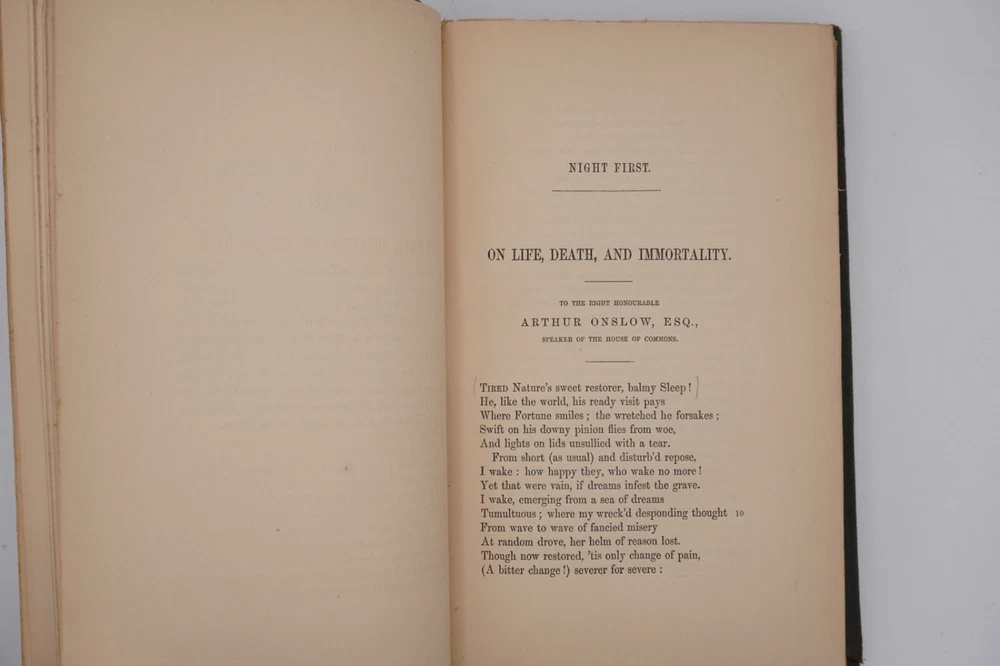 NIGHT FIRST.
ON LIFE, DEATH, AND IMMORTALITY.
TO THE RIGHT HONOURABLE
ARTHUR ONSLOW, ESQ.,
SPEAKER OF THE HOUSE OF COMMONS.
TIRED Nature's sweet restorer, balmy Sleep!
He, like the world, his ready visit pays
Where Fortune smiles; the wretched he forsakes;
Swift on his downy pinion flies from woe,
And lights on lids unsullied with a tear.
From short (as usual) and disturb'd repose,
I wake: how happy they, who wake no more!
Yet that were vain, if dreams infest the grave.
I wake, emerging from a sea of dreams
Tumultuous; where my wreck'd desponding thought 10
From wave to wave of fancied misery
At random drove, her helm of reason lost.
Though now restored, 'tis only change of pain,
(A bitter change!) severer for severe: